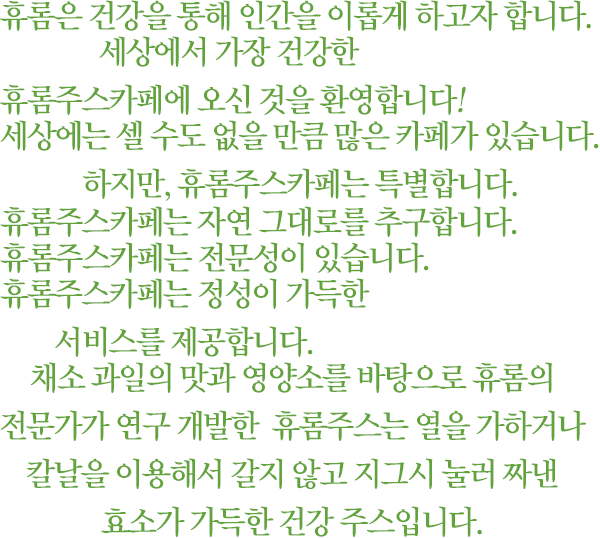 휴롬은 건강을 통해 인간을 이롭게 하고자 합니다.
세상에서 가장 건강한
휴롬주스카페에 오신 것을 환영합니다!
세상에는 셀 수도 없을 만큼 많은 카페가 있습니다.
하지만, 휴롬주스카페는 특별합니다.
휴롬주스카페는 자연 그대로를 추구합니다.
휴롬주스카페는 전문성이 있습니다.
휴롬주스카페는 정성이 가득한
서비스를 제공합니다.
채소 과일의 맛과 영양소를 바탕으로 휴롬의
전문가가 연구 개발한 휴롬주스는 열을 가하거나
칼날을 이용해서 갈지 않고 지그시 눌러 짜낸
효소가 가득한 건강 주스입니다.